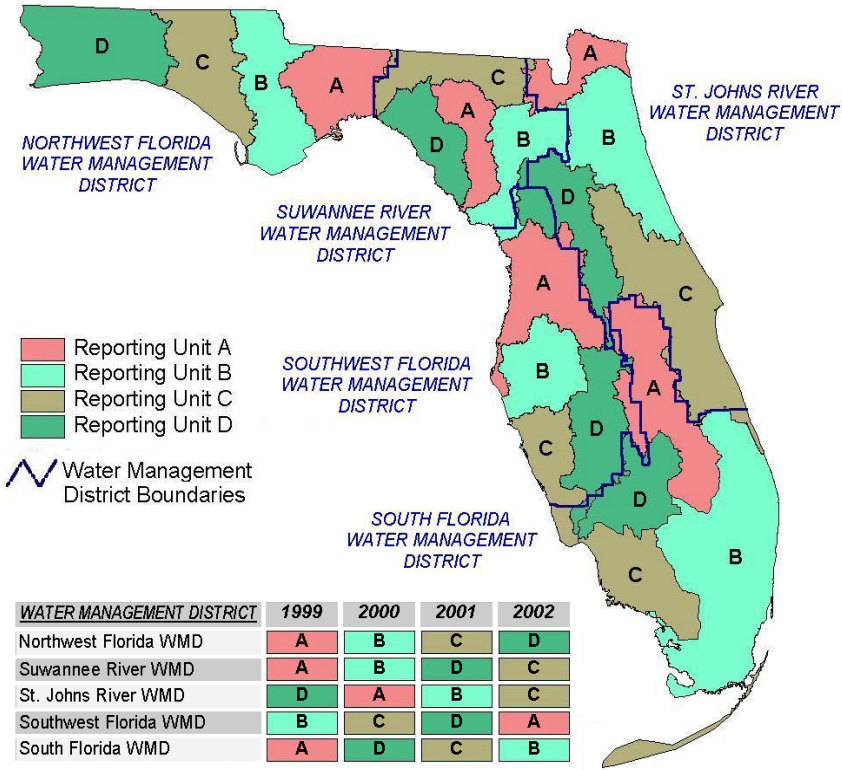 D
C
B
A
C
A
D
B
A
B
D
C
A
B
C
D
A
D
C
B
NORTHWEST FLORIDA
WATER MANAGEMENT
DISTRICT
ST. JOHNS RIVER
WATER MANAGEMENT
DISTRICT
SUWANNEE RIVER
WATER MANAGEMENT
DISTRICT
SOUTHWEST FLORIDA
WATER MANAGEMENT
DISTRICT
SOUTH FLORIDA
WATER MANAGEMENT
DISTRICT
Reporting Unit A
Reporting Unit B
Reporting Unit C
Reporting Unit D
Water Management
District Boundaries
WATER MANAGEMENT DISTRICT 1999 2000 2001 2002
Northwest Florida WMD A B C D
Suwannee River WMD A B D C
St. Johns River WMD D A B C
Southwest Florida WMD B C D A
South Florida WMD A D C B